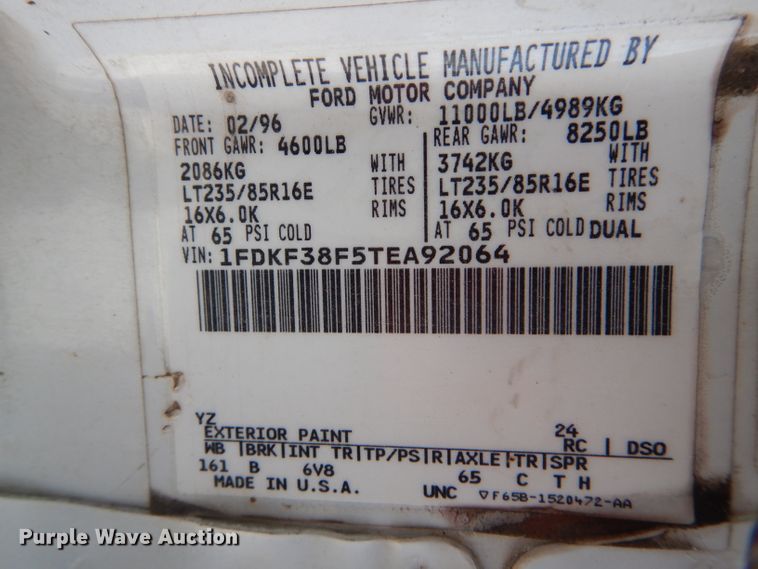 INCOMPLETE VEHICLE MANUFACTURED BY
FORD MOTOR COMPANY
DATE: 02/96 GVWR: 11000LB/4989KG
FRONT GAWR: 4600LB REAR GAWR: 8250LB
2086KG WITH 3742KG WITH
LT235/85R16E TIRES LT235/85R16E TIRES
16X6.0K RIMS 16X6.0K RIMS
AT 65 PSI COLD AT 65 PSI COLD DUAL
VIN: 1FDKF38F5TEA92064
YZ 24
EXTERIOR PAINT RC DSO
WB BRK INT TR TP/PS R AXLE TR SPR
161 B 6V8 65 C T H
MADE IN U.S.A. UNC ▽F65B-1520472-AA
Purple Wave Auction